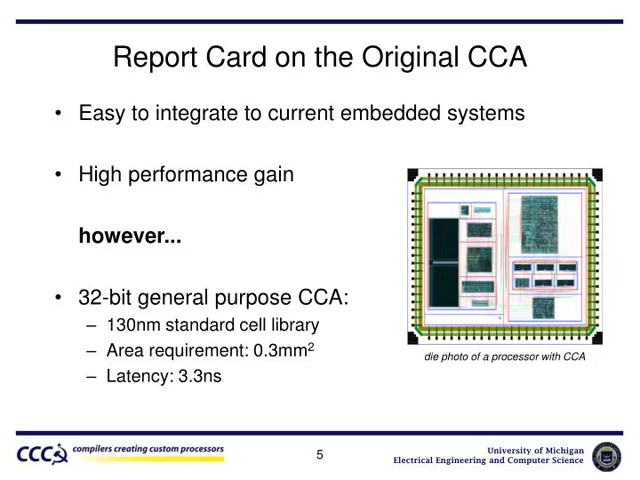 Report Card on the Original CCA
• Easy to integrate to current embedded systems
• High performance gain
however...
• 32-bit general purpose CCA:
– 130nm standard cell library
– Area requirement: 0.3mm²
– Latency: 3.3ns
die photo of a processor with CCA
CCC compilers creating custom processors
5
University of Michigan
Electrical Engineering and Computer Science